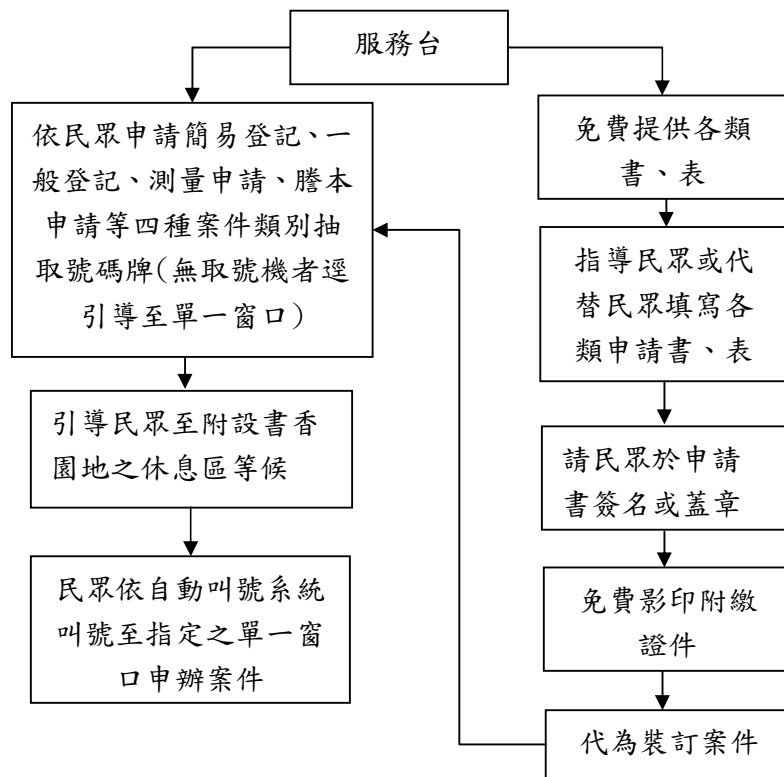 服務台
依民眾申請簡易登記、一
般登記、測量申請、謄本
申請等四種案件類別抽
取號碼牌(無取號機者逕
引導至單一窗口)
引導民眾至附設書香
園地之休息區等候
民眾依自動叫號系統
叫號至指定之單一窗
口申辦案件
免費提供各類
書、表
指導民眾或代
替民眾填寫各
類申請書、表
請民眾於申請
書簽名或蓋章
免費影印附繳
證件
代為裝訂案件